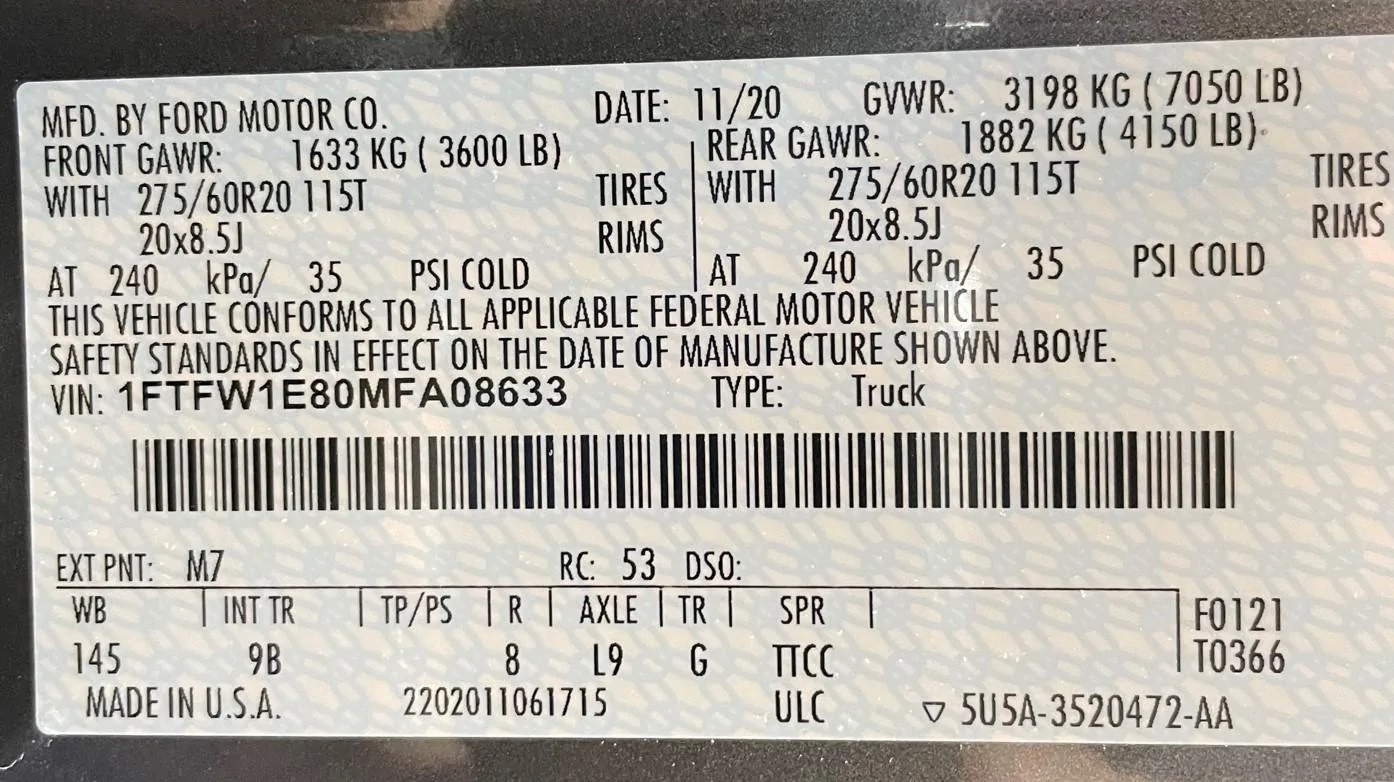 MFD. BY FORD MOTOR CO. DATE: 11/20 GVWR: 3198 KG ( 7050 LB)
FRONT GAWR: 1633 KG ( 3600 LB) REAR GAWR: 1882 KG ( 4150 LB)
WITH 275/60R20 115T TIRES WITH 275/60R20 115T TIRES
20x8.5J RIMS 20x8.5J RIMS
AT 240 kPa/ 35 PSI COLD AT 240 kPa/ 35 PSI COLD
THIS VEHICLE CONFORMS TO ALL APPLICABLE FEDERAL MOTOR VEHICLE
SAFETY STANDARDS IN EFFECT ON THE DATE OF MANUFACTURE SHOWN ABOVE.
VIN: 1FTFW1E80MFA08633 TYPE: Truck
EXT PNT: M7 RC: 53 DSO:
WB | INT TR | TP/PS | R | AXLE | TR | SPR | F0121
145 9B 8 L9 G TTCC T0366
MADE IN U.S.A. 2202011061715 ULC ▽ 5U5A-3520472-AA